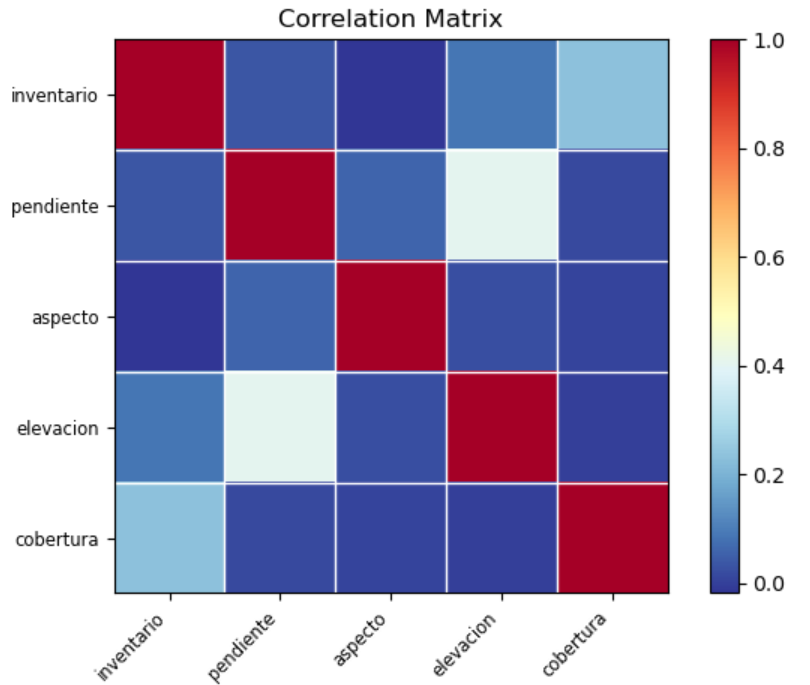 Correlation Matrix
inventario
pendiente
aspecto
elevacion
cobertura
inventario
pendiente
aspecto
elevacion
cobertura
1.0
0.8
0.6
0.4
0.2
0.0